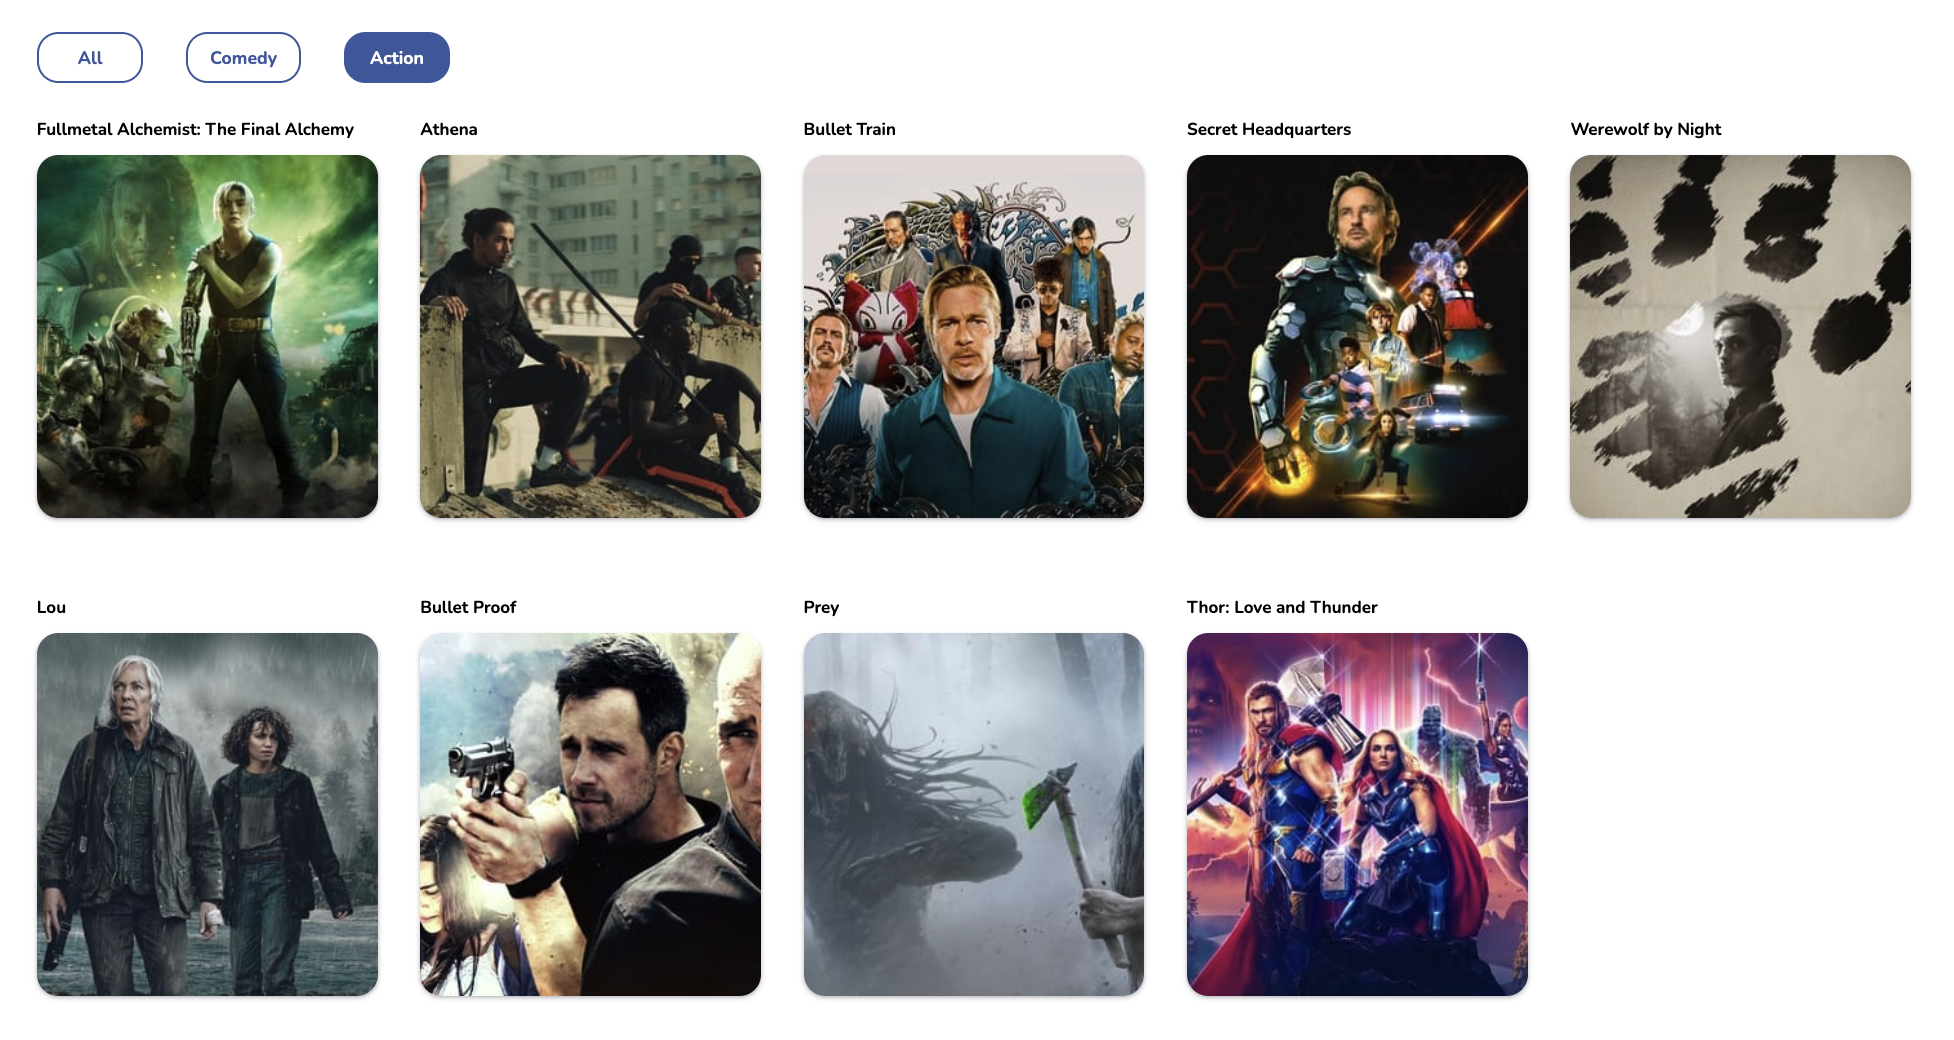 All
Comedy
Action
Fullmetal Alchemist: The Final Alchemy
Athena
Bullet Train
Secret Headquarters
Werewolf by Night
Lou
Bullet Proof
Prey
Thor: Love and Thunder